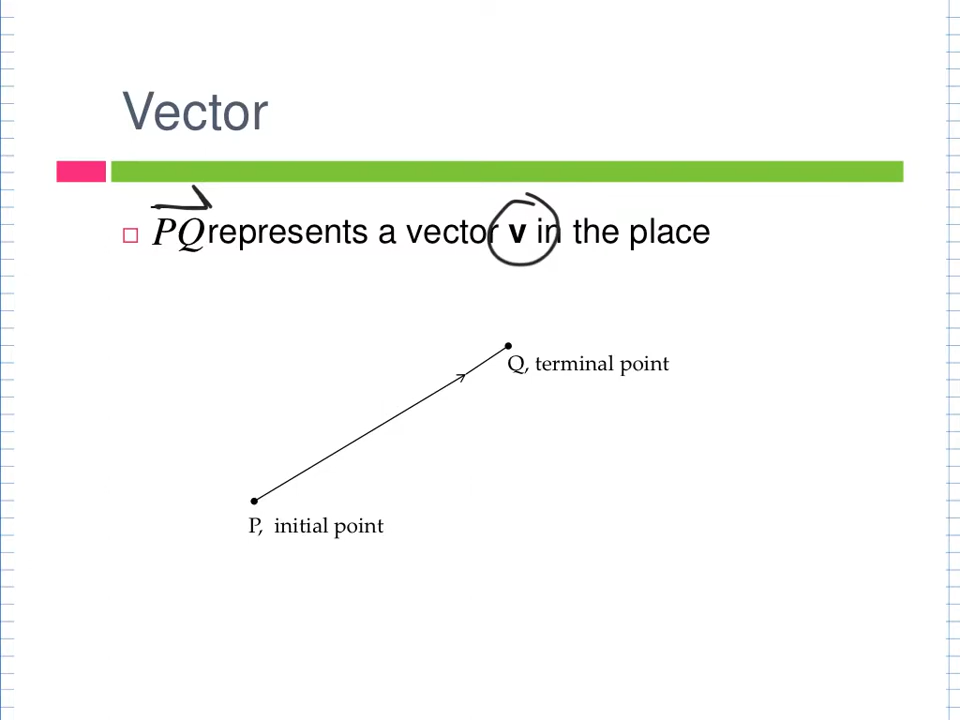 Vector
PQ represents a vector v in the place
Q, terminal point
P, initial point